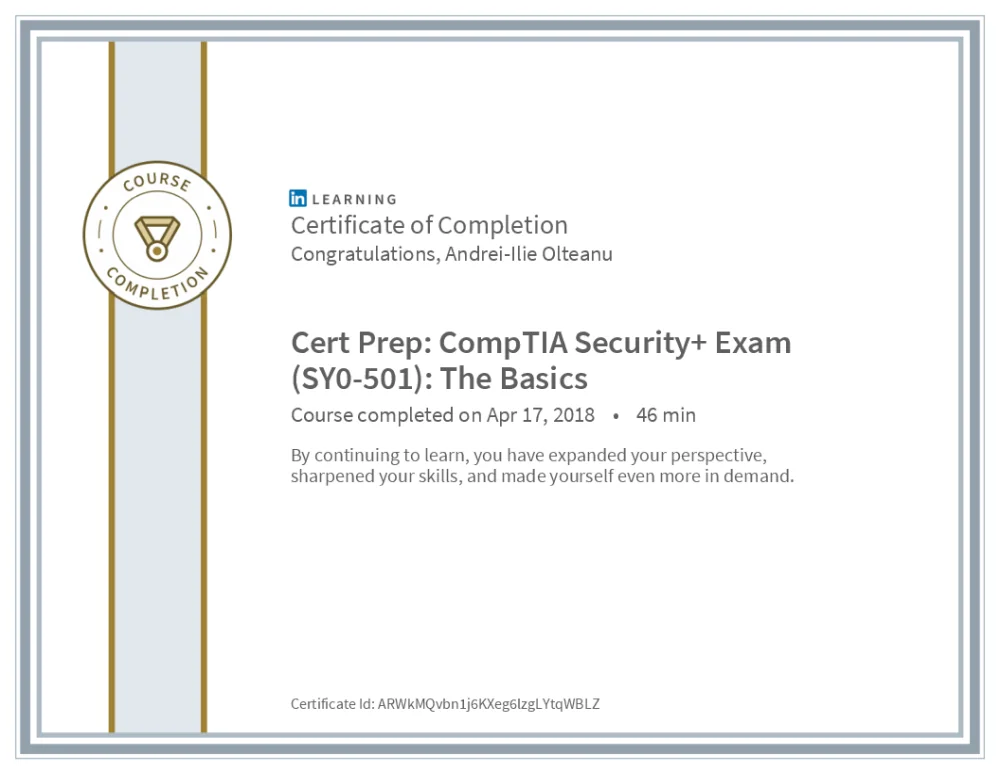 COURSE
COMPLETION
in LEARNING
Certificate of Completion
Congratulations, Andrei-Ilie Olteanu
Cert Prep: CompTIA Security+ Exam
(SY0-501): The Basics
Course completed on Apr 17, 2018 • 46 min
By continuing to learn, you have expanded your perspective,
sharpened your skills, and made yourself even more in demand.
Certificate Id: ARWkMQvbn1j6KXeg6lzgLYtqWBLZ